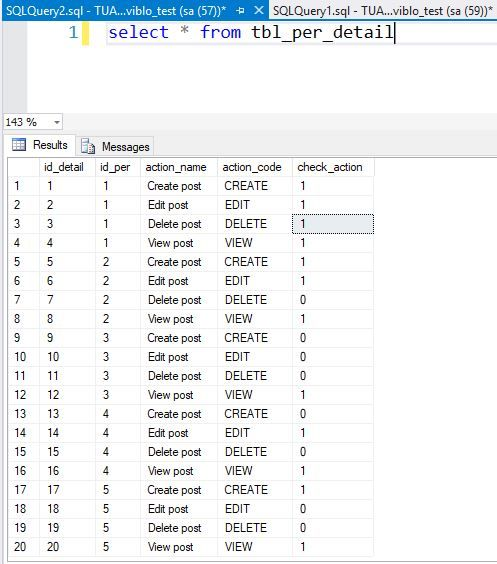 SQLQuery2.sql - TUA...viblo_test (sa (57))* SQLQuery1.sql - TUA...viblo_test (sa (59))*
1 select * from tbl_per_detail
143 %
Results Messages
id_detail id_per action_name action_code check_action
1 1 1 Create post CREATE 1
2 2 1 Edit post EDIT 1
3 3 1 Delete post DELETE 1
4 4 1 View post VIEW 1
5 5 2 Create post CREATE 1
6 6 2 Edit post EDIT 1
7 7 2 Delete post DELETE 0
8 8 2 View post VIEW 1
9 9 3 Create post CREATE 0
10 10 3 Edit post EDIT 0
11 11 3 Delete post DELETE 0
12 12 3 View post VIEW 1
13 13 4 Create post CREATE 0
14 14 4 Edit post EDIT 1
15 15 4 Delete post DELETE 0
16 16 4 View post VIEW 1
17 17 5 Create post CREATE 1
18 18 5 Edit post EDIT 0
19 19 5 Delete post DELETE 0
20 20 5 View post VIEW 1